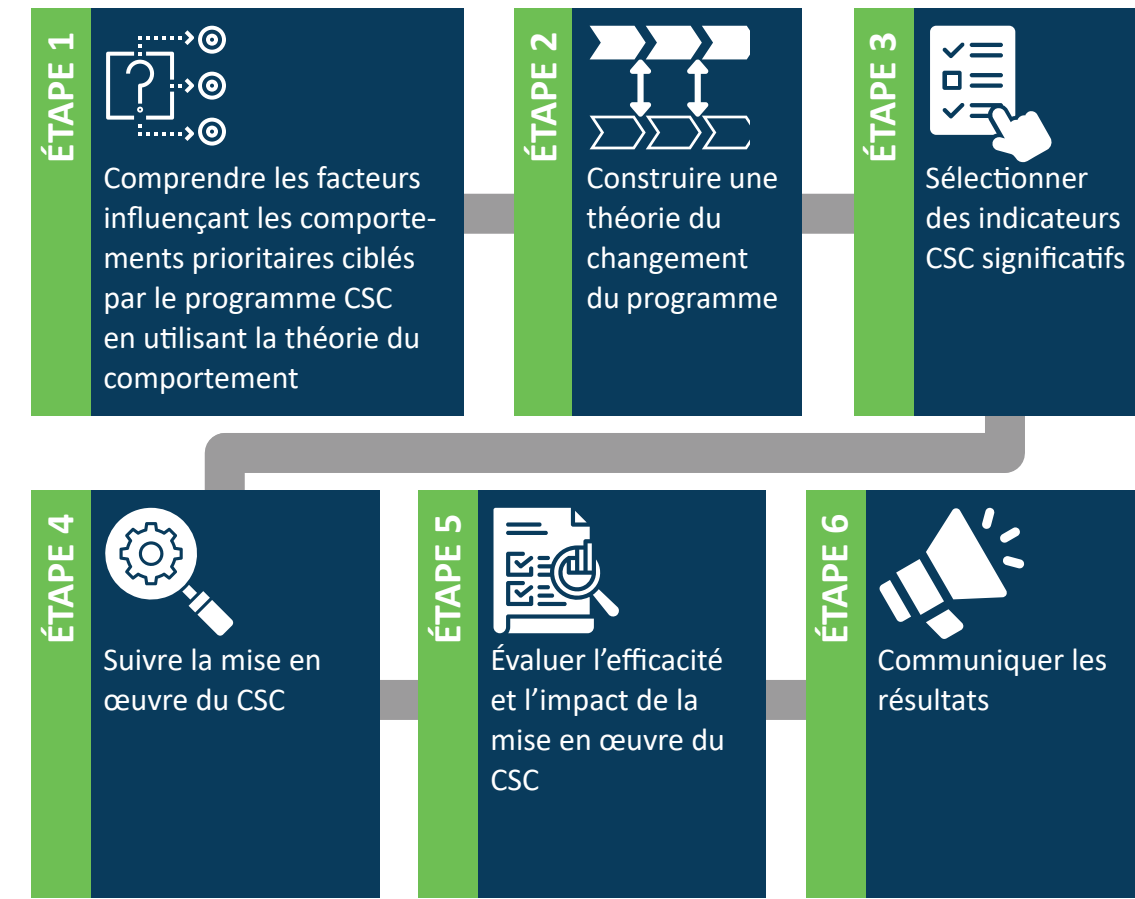 ÉTAPE 1
Comprendre les facteurs
influençant les comporte-
ments prioritaires ciblés
par le programme CSC
en utilisant la théorie du
comportement
ÉTAPE 2
Construire une
théorie du
changement
du programme
ÉTAPE 3
Sélectionner
des indicateurs
CSC significatifs
ÉTAPE 4
Suivre la mise en
œuvre du CSC
ÉTAPE 5
Évaluer l’efficacité
et l’impact de la
mise en œuvre du
CSC
ÉTAPE 6
Communiquer les
résultats